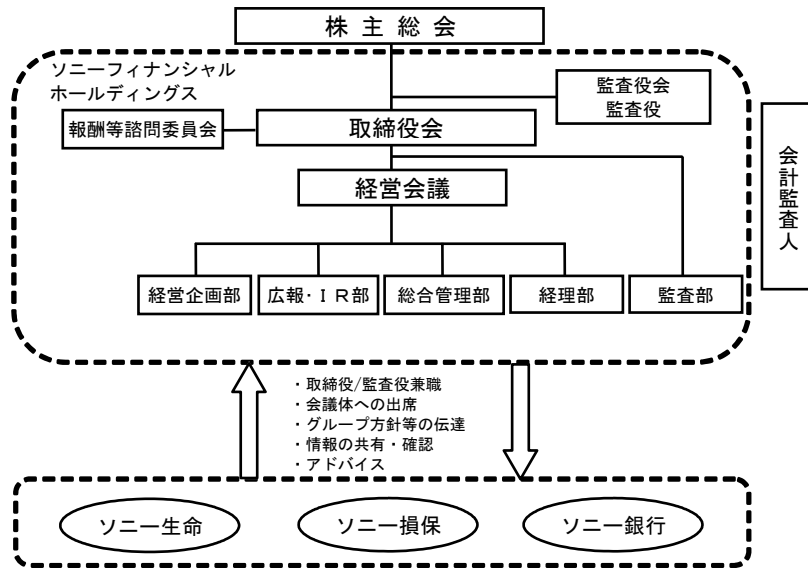 株主総会
ソニーフィナンシャル
ホールディングス
監査役会
監査役
報酬等諮問委員会
取締役会
会計監査人
経営会議
経営企画部
広報・ＩＲ部
総合管理部
経理部
監査部
・取締役/監査役兼職
・会議体への出席
・グループ方針等の伝達
・情報の共有・確認
・アドバイス
ソニー生命
ソニー損保
ソニー銀行